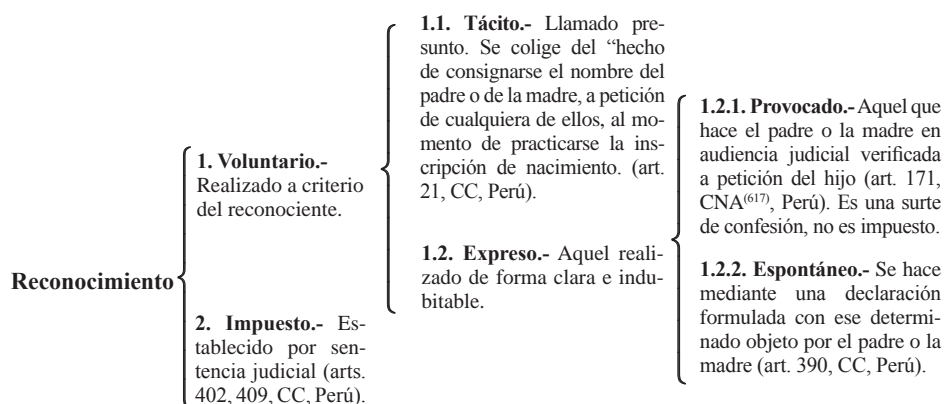 Reconocimiento
1. Voluntario.-
Realizado a criterio
del reconociente.
1.1. Tácito.- Llamado pre-
sunto. Se colige del “hecho
de consignarse el nombre del
padre o de la madre, a petición
de cualquiera de ellos, al mo-
mento de practicarse la ins-
cripción de nacimiento. (art.
21, CC, Perú).
1.2. Expreso.- Aquel reali-
zado de forma clara e indu-
bitable.
1.2.1. Provocado.- Aquel que
hace el padre o la madre en
audiencia judicial verificada
a petición del hijo (art. 171,
CNA(617), Perú). Es una surte
de confesión, no es impuesto.
1.2.2. Espontáneo.- Se hace
mediante una declaración
formulada con ese determi-
nado objeto por el padre o la
madre (art. 390, CC, Perú).
2. Impuesto.- Es-
tablecido por sen-
tencia judicial (arts.
402, 409, CC, Perú).